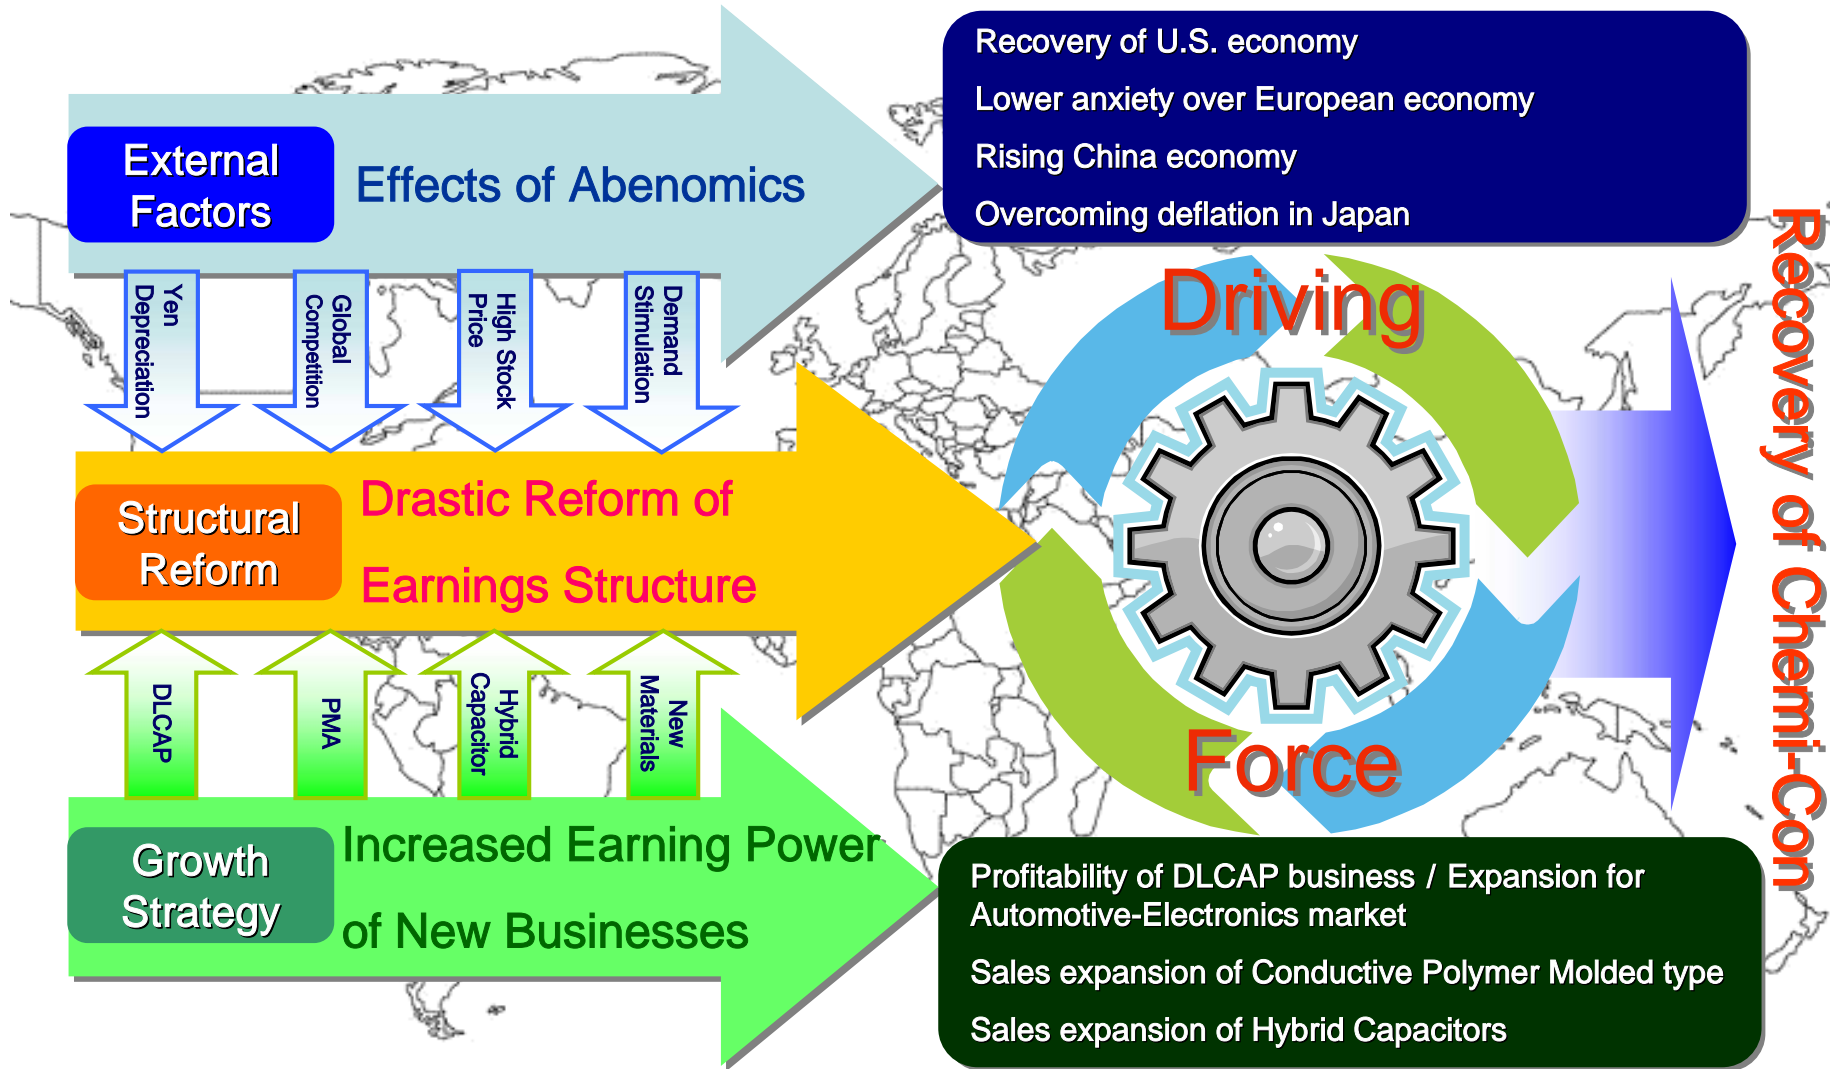 External
Factors
Effects of Abenomics
Recovery of U.S. economy
Lower anxiety over European economy
Rising China economy
Overcoming deflation in Japan
Yen
Depreciation
Global
Competition
High Stock
Price
Demand
Stimulation
Structural
Reform
Drastic Reform of
Earnings Structure
Driving
Force
Recovery of Chemi-Con
DLCAP
PMA
Hybrid
Capacitor
New
Materials
Growth
Strategy
Increased Earning Power
of New Businesses
Profitability of DLCAP business / Expansion for
Automotive-Electronics market
Sales expansion of Conductive Polymer Molded type
Sales expansion of Hybrid Capacitors